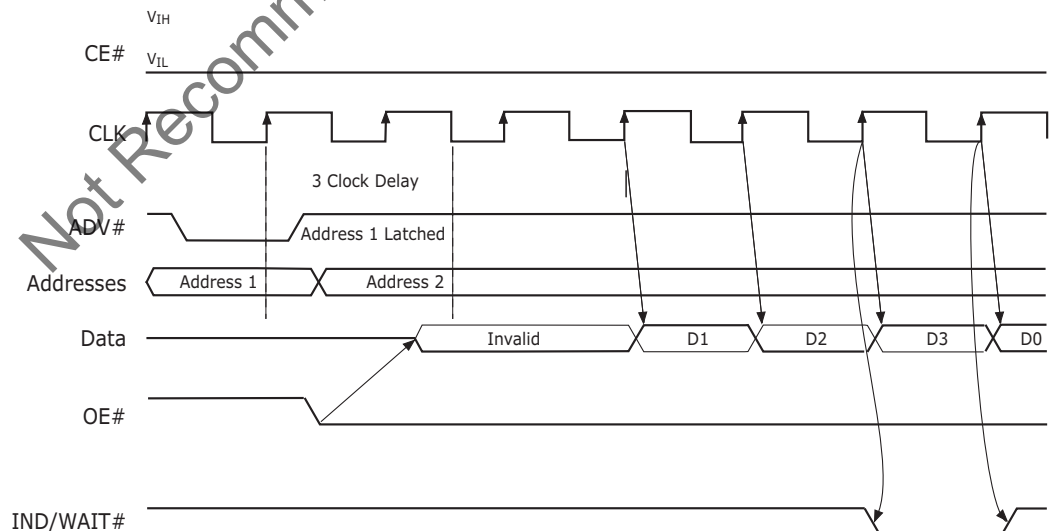 VIH
CE#
VIL
CLK
Not Recomm
3 Clock Delay
ADV#
Address 1 Latched
Addresses
Address 1
Address 2
Data
Invalid
D1
D2
D3
D0
OE#
IND/WAIT#